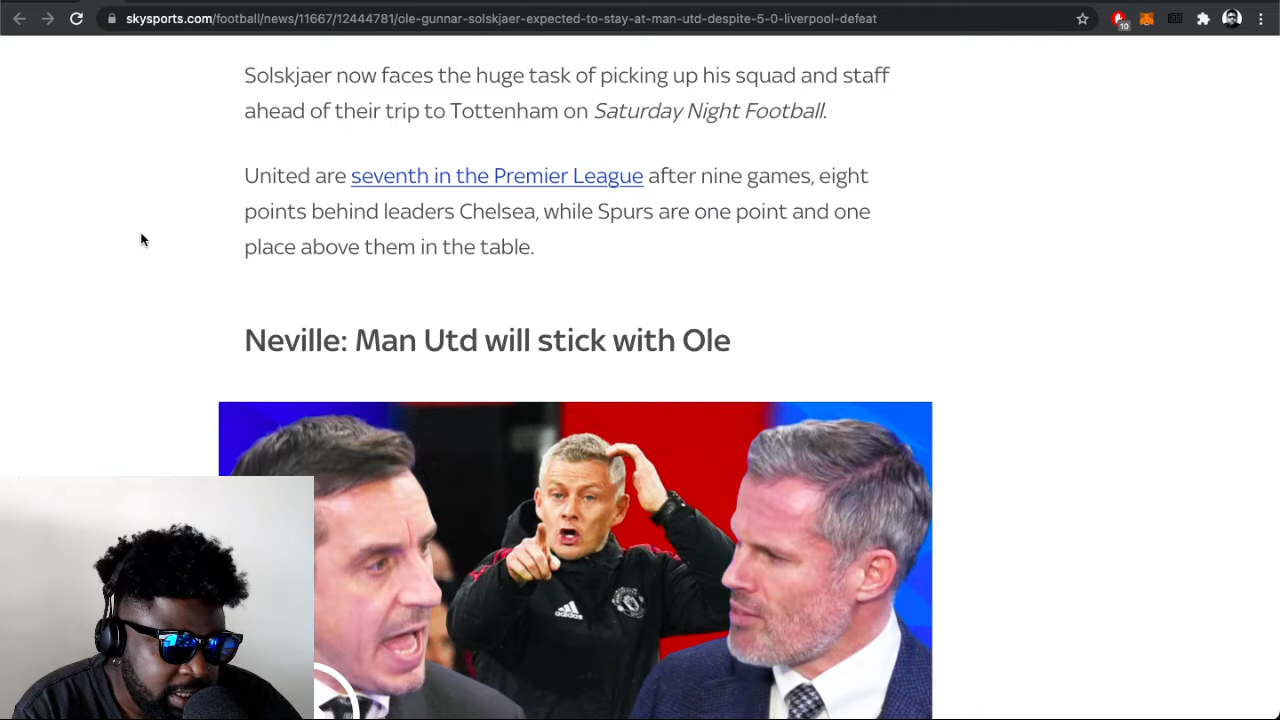 skysports.com/football/news/11667/12444781/ole-gunnar-solskjaer-expected-to-stay-at-man-utd-despite-5-0-liverpool-defeat
10
Solskjaer now faces the huge task of picking up his squad and staff
ahead of their trip to Tottenham on Saturday Night Football.
United are seventh in the Premier League after nine games, eight
points behind leaders Chelsea, while Spurs are one point and one
place above them in the table.
Neville: Man Utd will stick with Ole
adidas